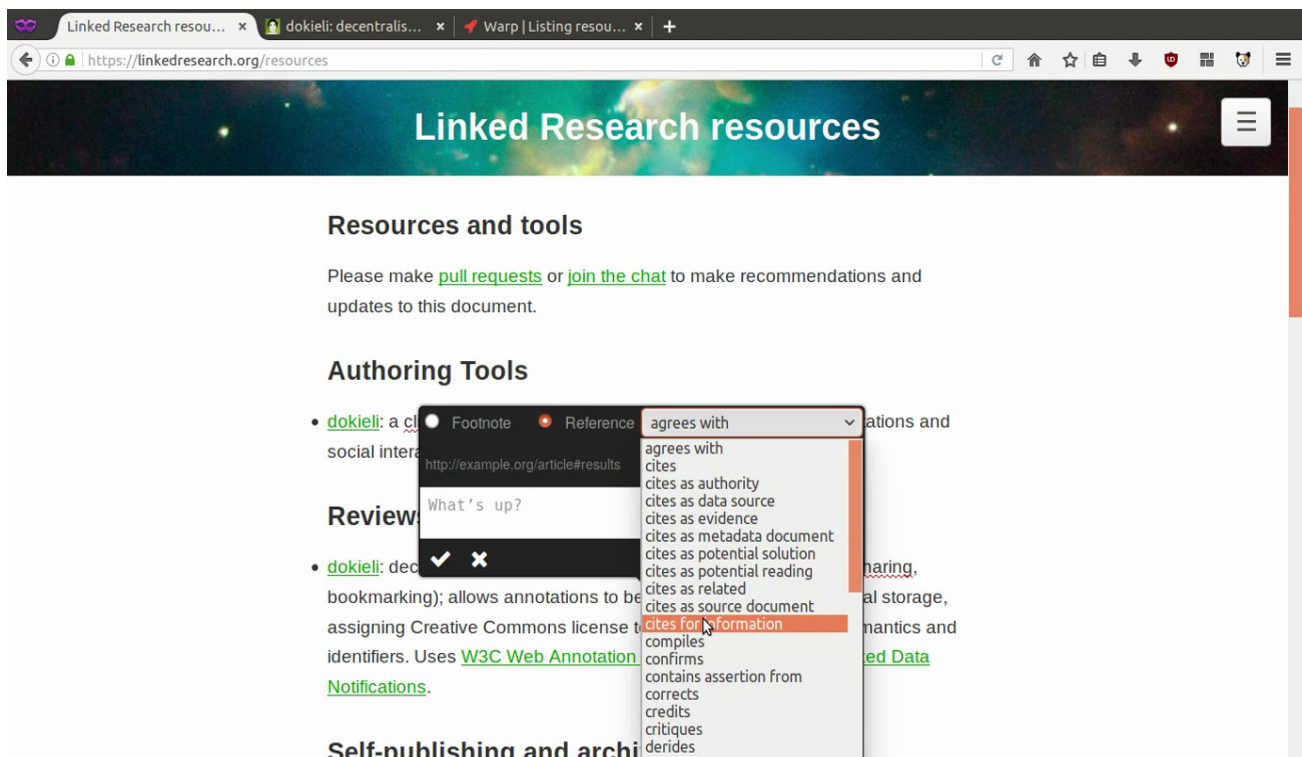 Linked Research resou... ×
dokieli: decentralis... ×
Warp | Listing resou... × +
https://linkedresearch.org/resources
Linked Research resources
Resources and tools
Please make pull requests or join the chat to make recommendations and
updates to this document.
Authoring Tools
• dokieli: a cl
ations and
social intera
Footnote
Reference
agrees with
http://example.org/article#results
What's up?
agrees with
cites
cites as authority
cites as data source
cites as evidence
cites as metadata document
cites as potential solution
cites as potential reading
cites as related
cites as source document
cites for information
compiles
confirms
contains assertion from
corrects
credits
critiques
derides
Review
• dokieli: dec
haring,
bookmarking); allows annotations to be
al storage,
assigning Creative Commons license t
mantics and
identifiers. Uses W3C Web Annotation
ed Data
Notifications.
Self-publishing and archi